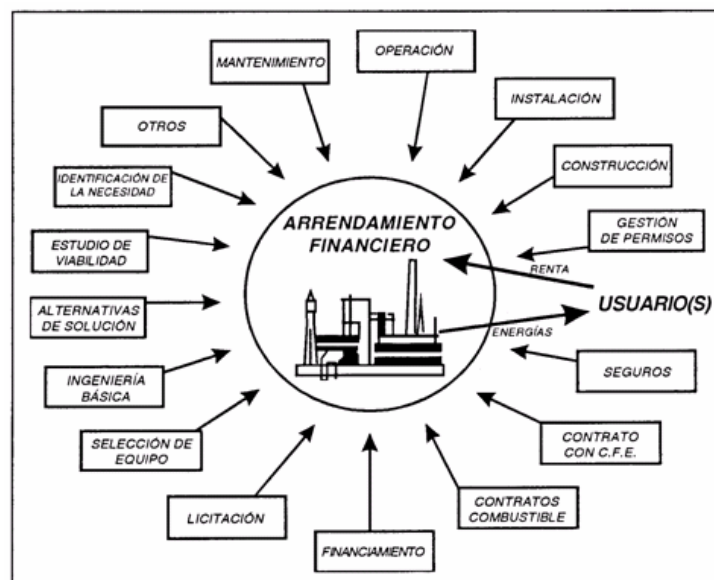 OPERACIÓN
MANTENIMIENTO
INSTALACIÓN
OTROS
CONSTRUCCIÓN
IDENTIFICACIÓN DE
LA NECESIDAD
ARRENDAMIENTO
FINANCIERO
GESTIÓN
DE PERMISOS
ESTUDIO DE
VIABILIDAD
RENTA
USUARIO(S)
ALTERNATIVAS
DE SOLUCIÓN
ENERGÍAS
INGENIERÍA
BÁSICA
SEGUROS
SELECCIÓN DE
EQUIPO
CONTRATO
CON C.F.E.
LICITACIÓN
CONTRATOS
COMBUSTIBLE
FINANCIAMIENTO